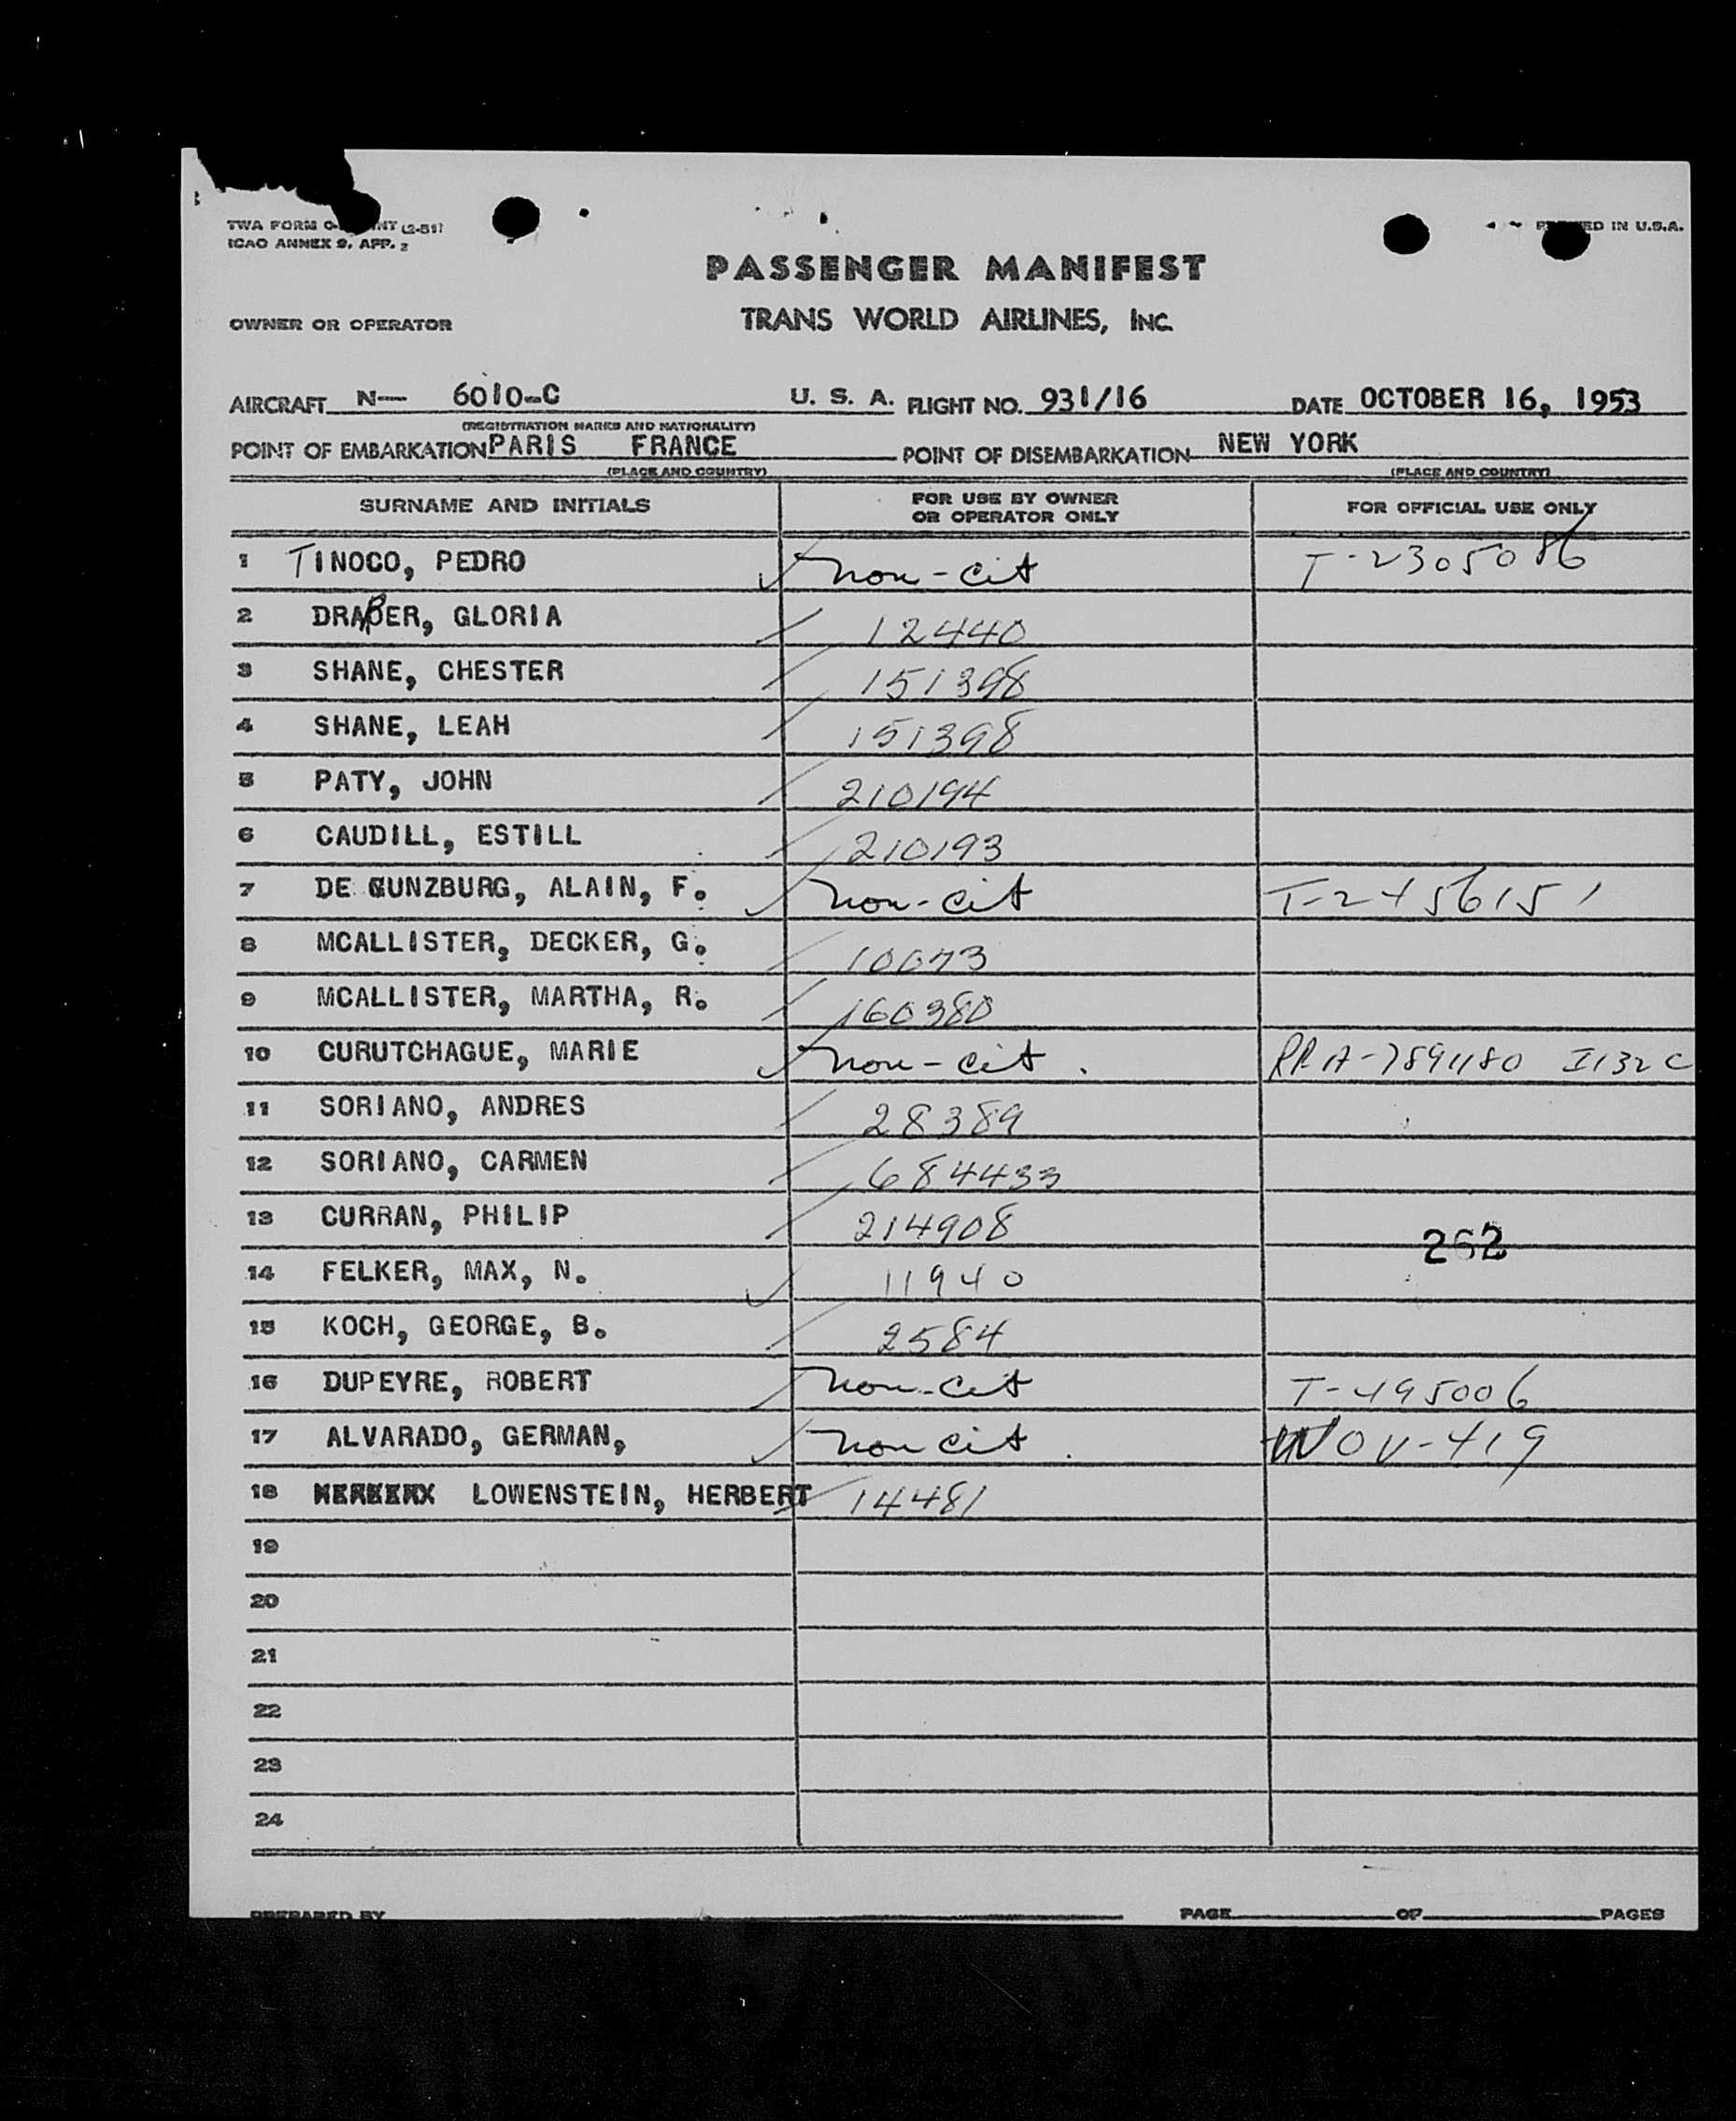 TWA FORM
(2-51)
ICAO ANNEX 9, APP. 2
IN U.S.A.
PASSENGER MANIFEST
OWNER OR OPERATOR TRANS WORLD AIRLINES, INC.
AIRCRAFT N— 6010-C U. S. A. FLIGHT NO. 931/16 DATE OCTOBER 16, 1953
(REGISTRATION MARKS AND NATIONALITY)
POINT OF EMBARKATION PARIS FRANCE POINT OF DISEMBARKATION NEW YORK
(PLACE AND COUNTRY) (PLACE AND COUNTRY)
SURNAME AND INITIALS FOR USE BY OWNER OR OPERATOR ONLY FOR OFFICIAL USE ONLY
1 TINOCO, PEDRO non-cit T-2305086
2 DRAPER, GLORIA 12440
3 SHANE, CHESTER 151398
4 SHANE, LEAH 151398
5 PATY, JOHN 210194
6 CAUDILL, ESTILL 210193
7 DE GUNZBURG, ALAIN, F. non-cit
8 MCALLISTER, DECKER, G. 10073
9 MCALLISTER, MARTHA, R. 160380
10 CURUTCHAGUE, MARIE non-cit.
11 SORIANO, ANDRES 28389
12 SORIANO, CARMEN 684433
13 CURRAN, PHILIP 214908
262
14 FELKER, MAX, N. 11940
15 KOCH, GEORGE, B. 2584
16 DUPEYRE, ROBERT non-cit T-495006
17 ALVARADO, GERMAN, non cit.
18 LOWENSTEIN, HERBERT 14481
19
20
21
22
23
24
PREPARED BY PAGE OF PAGES